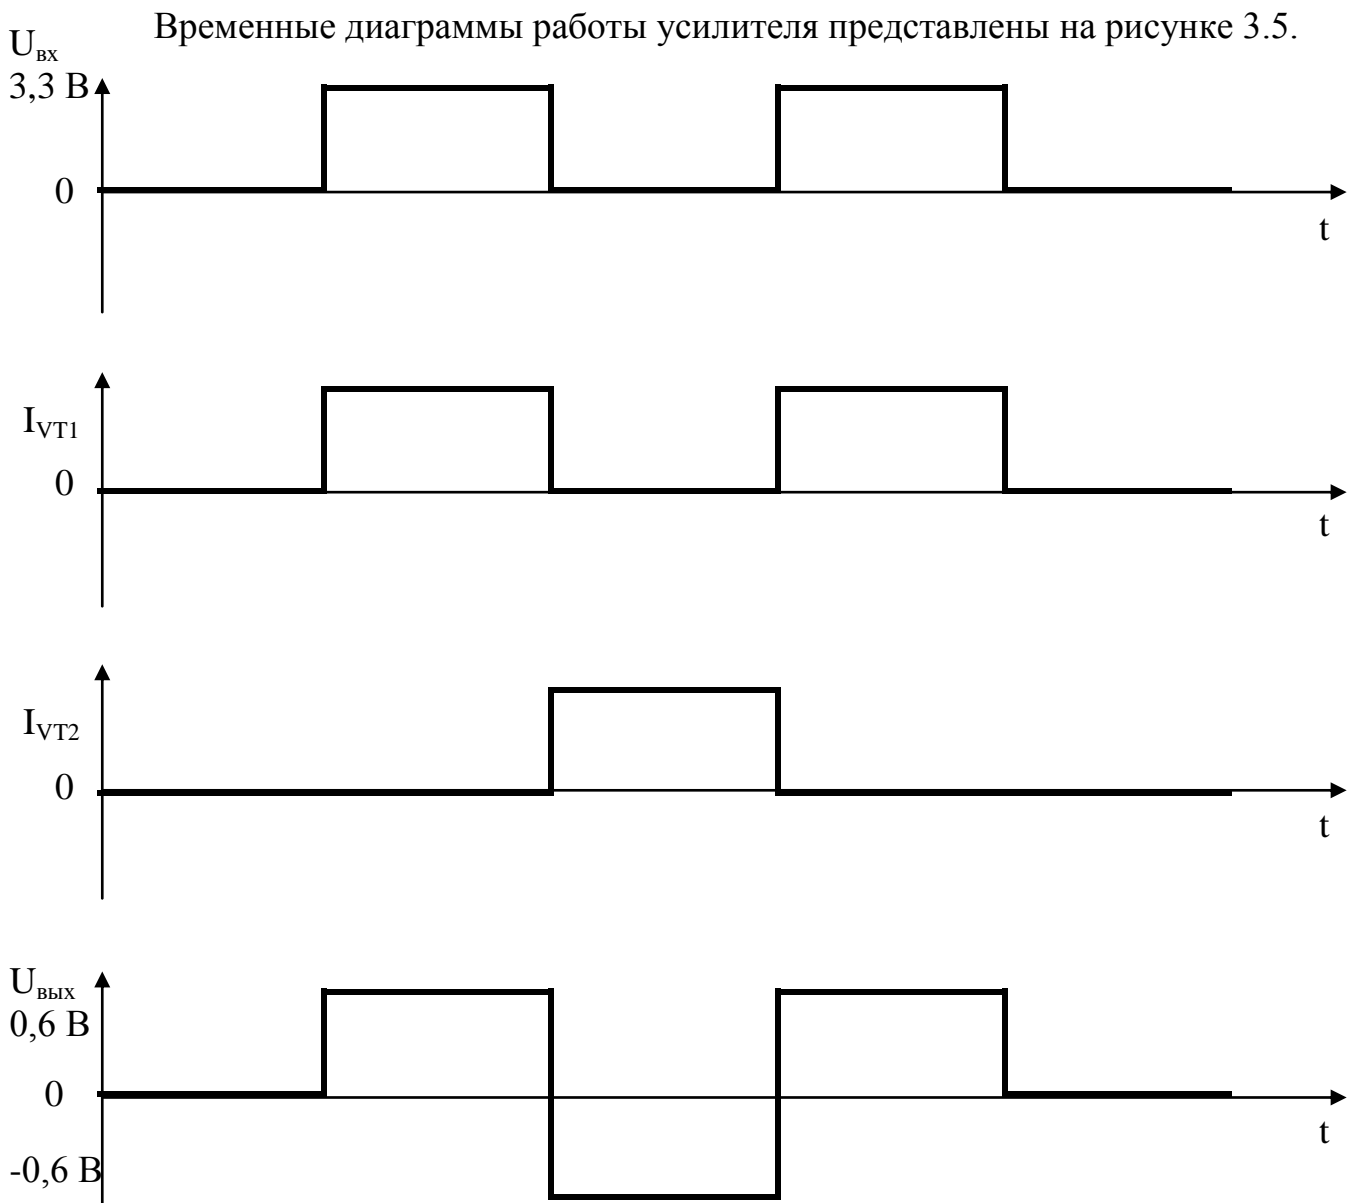 Временные диаграммы работы усилителя представлены на рисунке 3.5.
Uвх
3,3 В
0
t
IVT1
0
t
IVT2
0
t
Uвых
0,6 В
0
t
-0,6 В